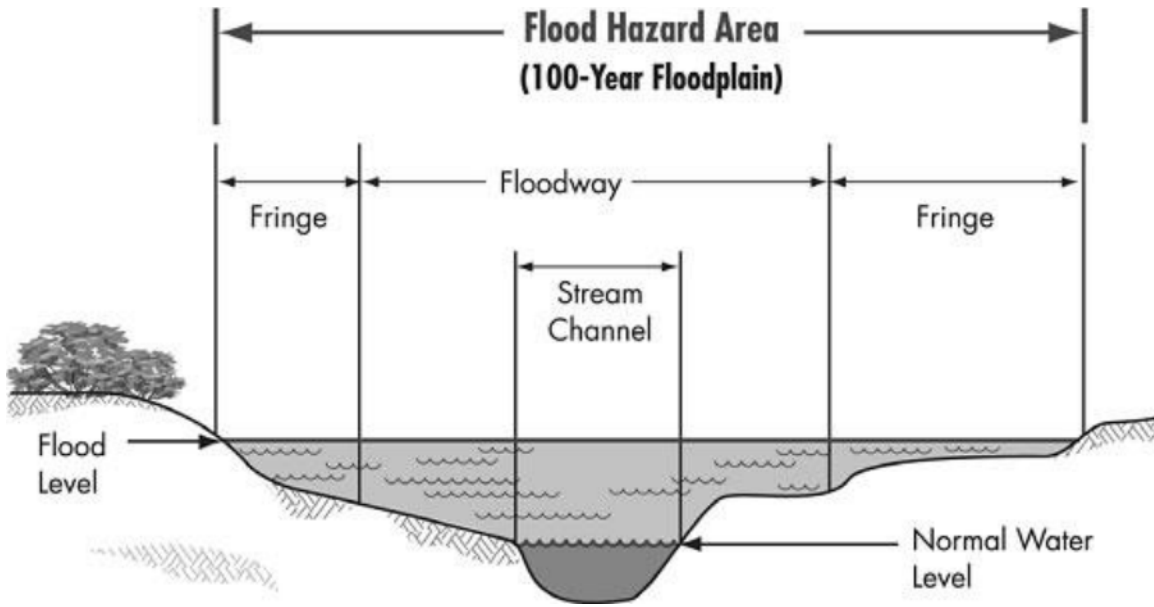 Flood Hazard Area
(100-Year Floodplain)
Floodway
Fringe
Fringe
Stream
Channel
Flood
Level
Normal Water
Level